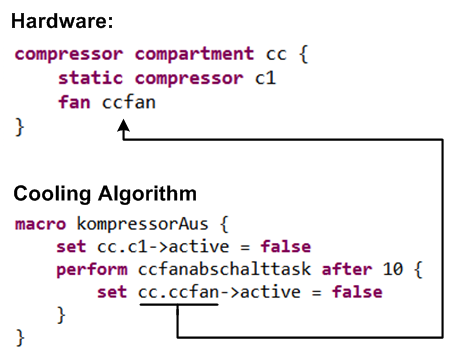 Hardware:
compressor compartment cc {
    static compressor c1
    fan ccfan
}
Cooling Algorithm
macro kompressorAus {
    set cc.c1->active = false
    perform ccfanabschalttask after 10 {
        set cc.ccfan->active = false
    }
}